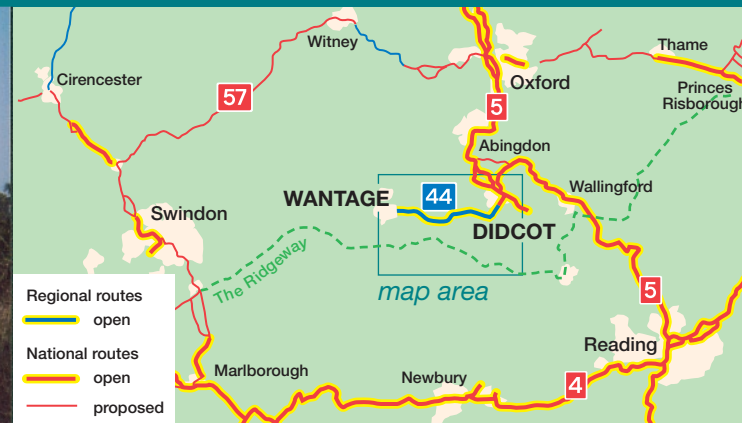 Witney
Thame
Cirencester
Oxford
57
Princes
Risborough
5
Abingdon
WANTAGE
44
Wallingford
Swindon
DIDCOT
The Ridgeway
map area
Regional routes
open
5
National routes
open
Reading
Marlborough
Newbury
4
proposed